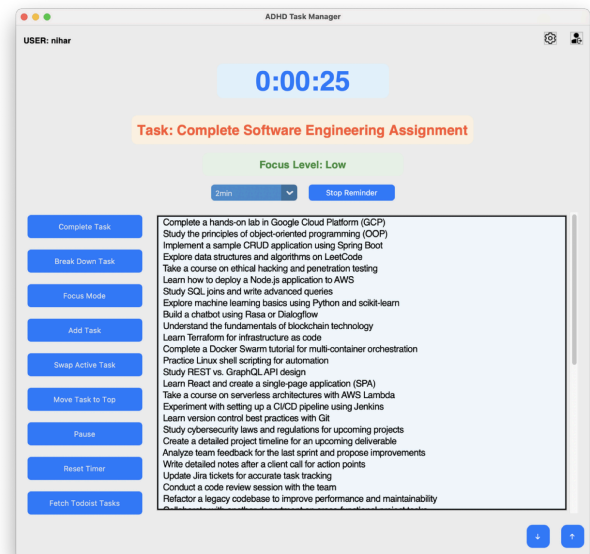 ADHD Task Manager
USER: nihar
0:00:25
Task: Complete Software Engineering Assignment
Focus Level: Low
2min
Stop Reminder
Complete Task
Break Down Task
Focus Mode
Add Task
Swap Active Task
Move Task to Top
Pause
Reset Timer
Fetch Todoist Tasks
Complete a hands-on lab in Google Cloud Platform (GCP)
Study the principles of object-oriented programming (OOP)
Implement a sample CRUD application using Spring Boot
Explore data structures and algorithms on LeetCode
Take a course on ethical hacking and penetration testing
Learn how to deploy a Node.js application to AWS
Study SQL joins and write advanced queries
Explore machine learning basics using Python and scikit-learn
Build a chatbot using Rasa or Dialogflow
Understand the fundamentals of blockchain technology
Learn Terraform for infrastructure as code
Complete a Docker Swarm tutorial for multi-container orchestration
Practice Linux shell scripting for automation
Study REST vs. GraphQL API design
Learn React and create a single-page application (SPA)
Take a course on serverless architectures with AWS Lambda
Experiment with setting up a CI/CD pipeline using Jenkins
Learn version control best practices with Git
Study cybersecurity laws and regulations for upcoming projects
Create a detailed project timeline for an upcoming deliverable
Analyze team feedback for the last sprint and propose improvements
Write detailed notes after a client call for action points
Update Jira tickets for accurate task tracking
Conduct a code review session with the team
Refactor a legacy codebase to improve performance and maintainability